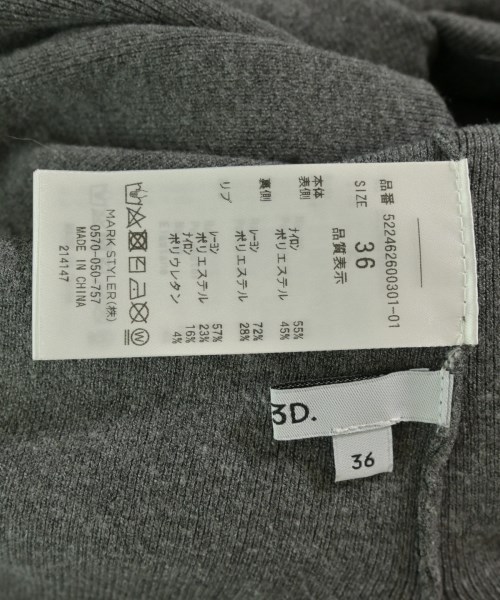 品番 522462600301-01
SIZE 36
品質表示
本体
表側 ナイロン 55%
ポリエステル 45%
裏側 レーヨン 72%
ポリエステル 28%
リブ レーヨン 57%
ポリエステル 23%
ナイロン 16%
ポリウレタン 4%
MARK STYLER(株)
0570-050-757
MADE IN CHINA
214147
3D.
36